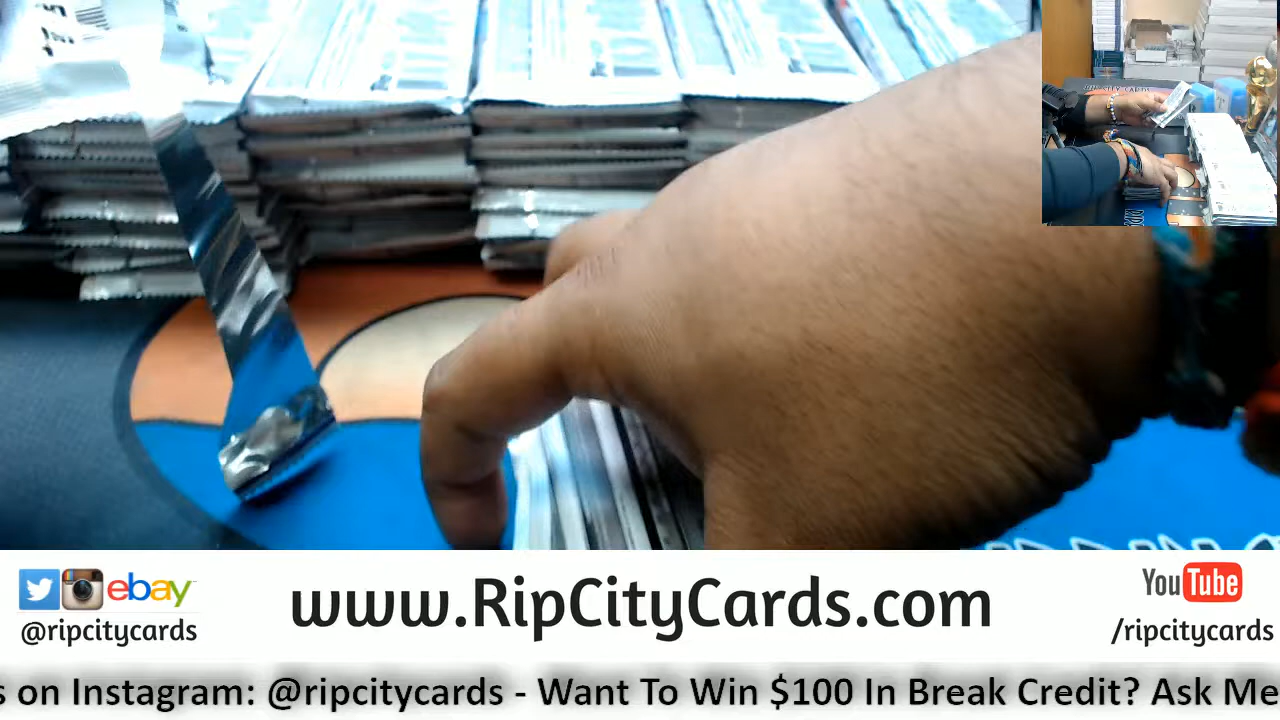 ebay
@ripcitycards
www.RipCityCards.com
YouTube
/ripcitycards
s on Instagram: @ripcitycards - Want To Win $100 In Break Credit? Ask Me